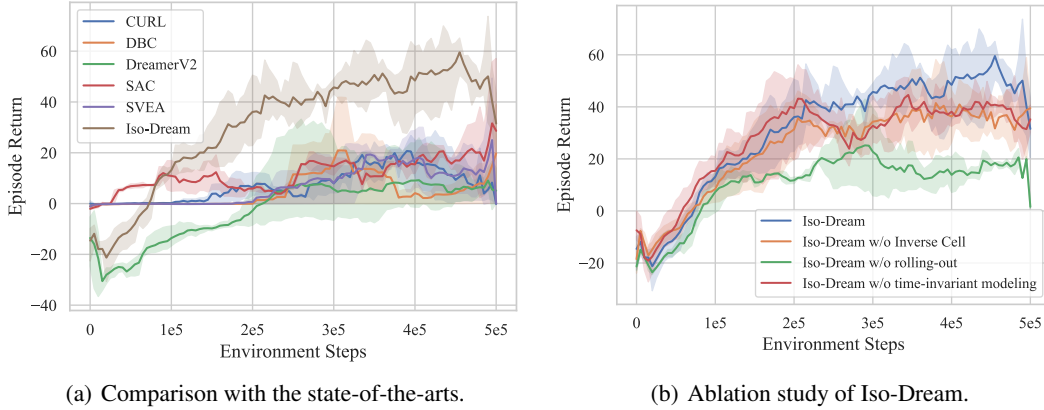 CURL
DBC
DreamerV2
SAC
SVEA
Iso-Dream
60
40
20
0
−20
−40
Episode Return
0
1e5
2e5
3e5
4e5
5e5
Environment Steps
(a) Comparison with the state-of-the-arts.
60
40
20
0
−20
Episode Return
Iso-Dream
Iso-Dream w/o Inverse Cell
Iso-Dream w/o rolling-out
Iso-Dream w/o time-invariant modeling
0
1e5
2e5
3e5
4e5
5e5
Environment Steps
(b) Ablation study of Iso-Dream.